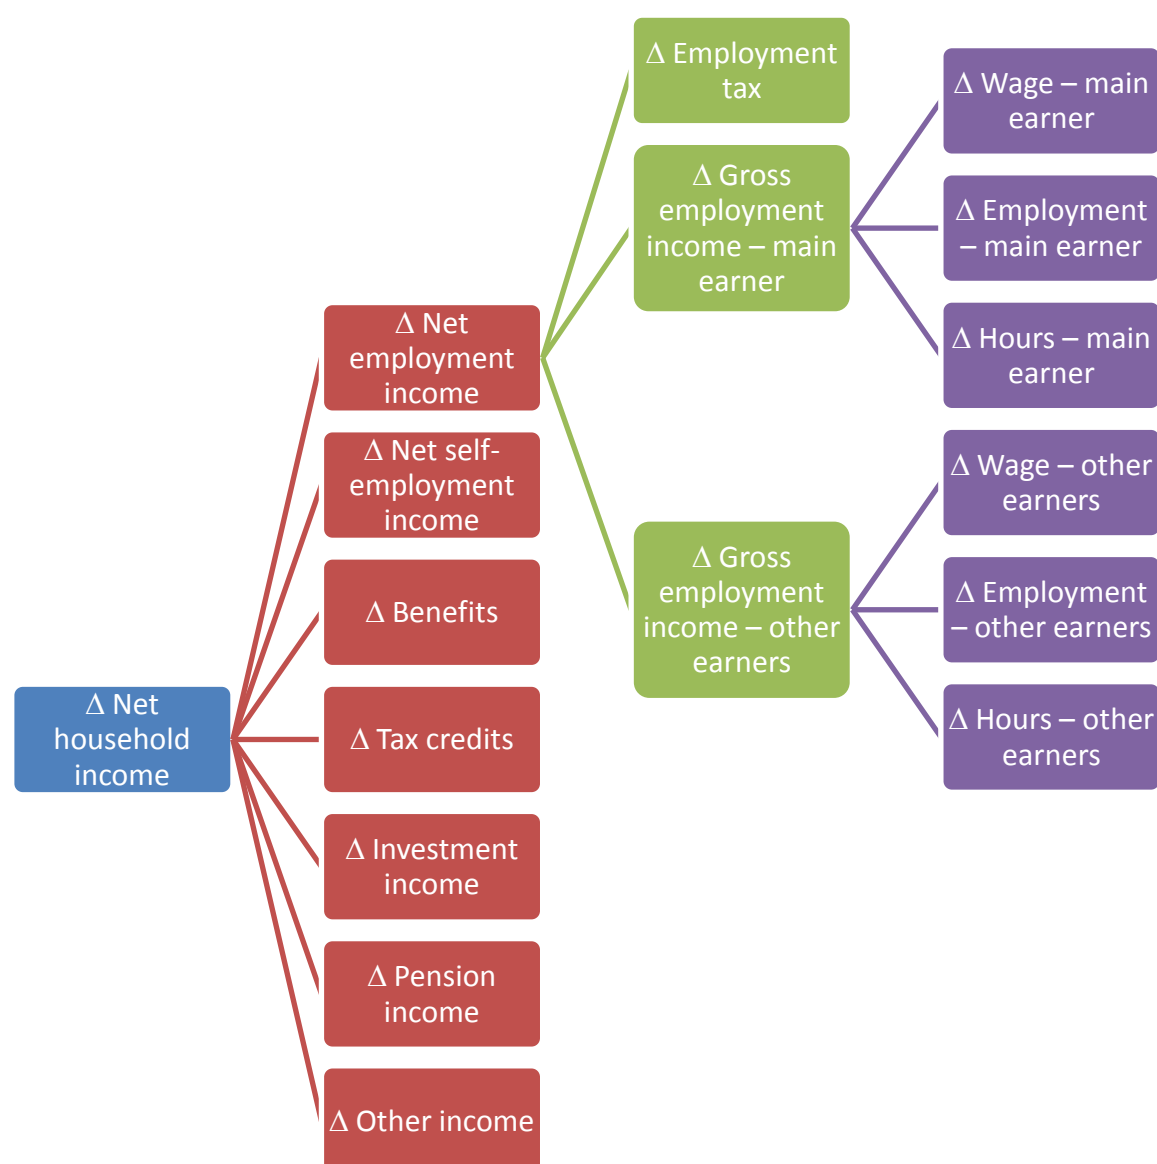 Δ Net
household
income
Δ Net
employment
income
Δ Net self-
employment
income
Δ Benefits
Δ Tax credits
Δ Investment
income
Δ Pension
income
Δ Other income
Δ Employment
tax
Δ Gross
employment
income – main
earner
Δ Gross
employment
income – other
earners
Δ Wage – main
earner
Δ Employment
– main earner
Δ Hours – main
earner
Δ Wage – other
earners
Δ Employment
– other earners
Δ Hours – other
earners